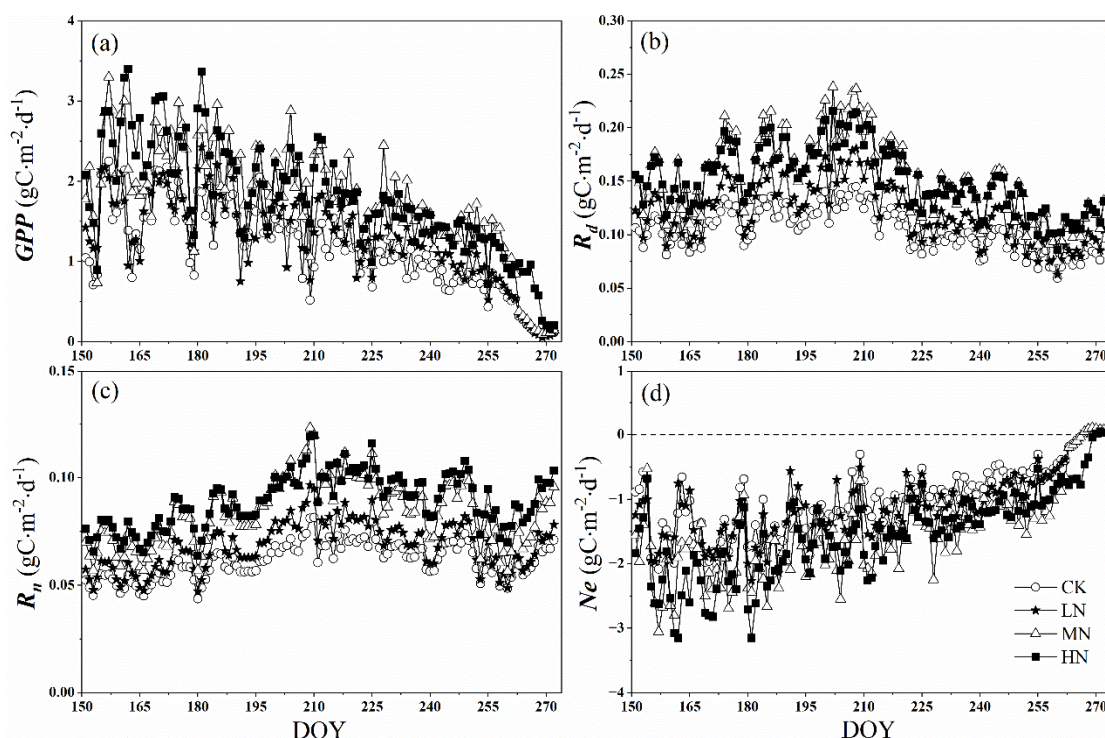 (a)
GPP (gC·m-2·d-1)
4
3
2
1
0
150 165 180 195 210 225 240 255 270
(b)
Rd (gC·m-2·d-1)
0.30
0.25
0.20
0.15
0.10
0.05
0.00
150 165 180 195 210 225 240 255 270
(c)
Rn (gC·m-2·d-1)
0.15
0.10
0.05
0.00
150 165 180 195 210 225 240 255 270
DOY
(d)
Ne (gC·m-2·d-1)
1
0
−1
−2
−3
−4
CK
LN
MN
HN
150 165 180 195 210 225 240 255 270
DOY